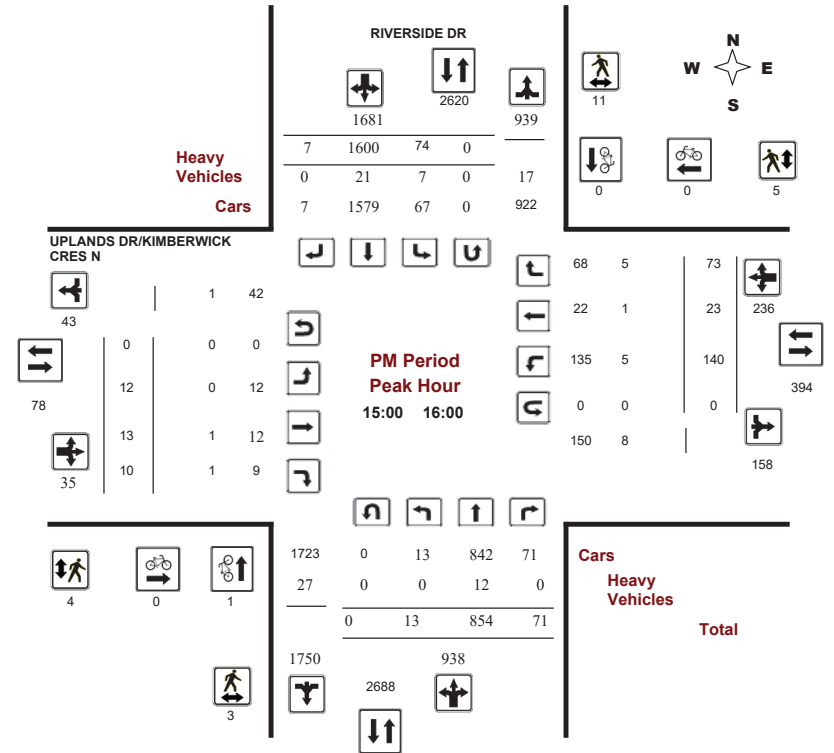 RIVERSIDE DR
N
W E
S
2620
11
1681 939
7 1600 74 0
Heavy
Vehicles
0 21 7 0 17
Cars
7 1579 67 0 922
0 0 5
UPLANDS DR/KIMBERWICK
CRES N
68 5 73
1 42
22 1 23 236
43
0 0 0
PM Period
Peak Hour
15:00 16:00
135 5 140
12 0 12
394
78
0 0 0
13 1 12
150 8
158
10 1 9
35
1723 0 13 842 71
Cars
27 0 0 12 0
Heavy
Vehicles
4 0 1
0 13 854 71
Total
1750 938
2688
3